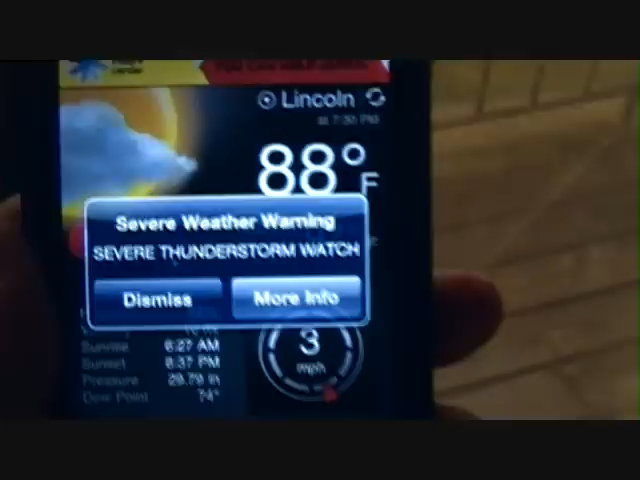 Lincoln
at 7:30 PM
88°F
Severe Weather Warning
SEVERE THUNDERSTORM WATCH
Dismiss
More Info
Sunrise 6:27 AM
Sunset 8:37 PM
Pressure 29.79 in
Dew Point 74°
3
mph